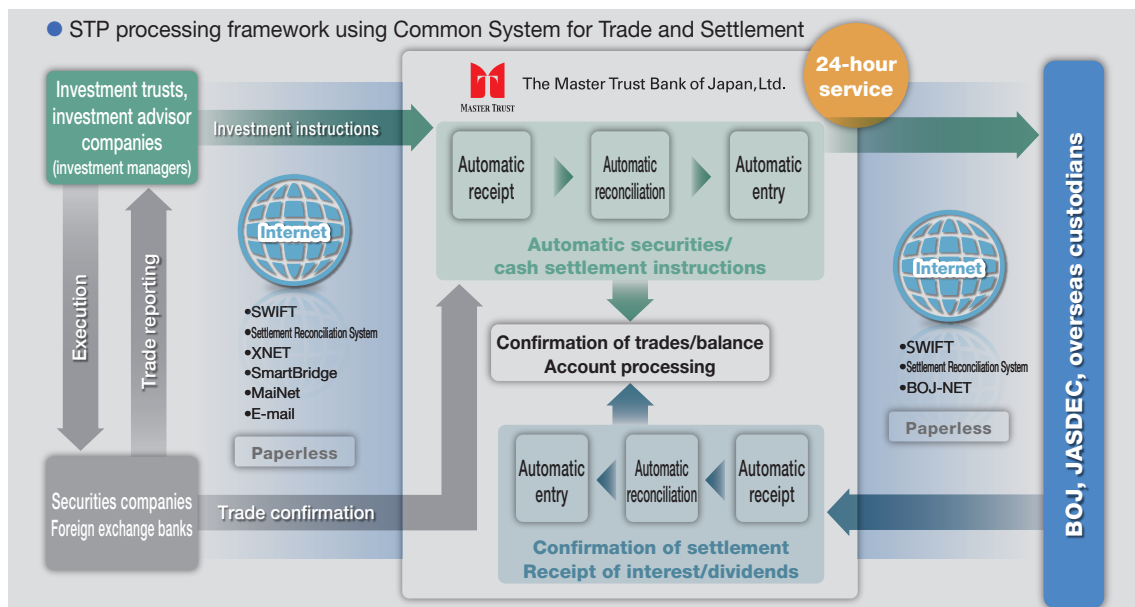 ● STP processing framework using Common System for Trade and Settlement
Investment trusts,
investment advisor
companies
(investment managers)
Investment instructions
MASTER TRUST
The Master Trust Bank of Japan,Ltd.
24-hour
service
Automatic
receipt
Automatic
reconciliation
Automatic
entry
Automatic securities/
cash settlement instructions
Execution
Trade reporting
Internet
•SWIFT
•Settlement Reconciliation System
•XNET
•SmartBridge
•MaiNet
•E-mail
Paperless
Confirmation of trades/balance
Account processing
Internet
•SWIFT
•Settlement Reconciliation System
•BOJ-NET
Paperless
BOJ, JASDEC, overseas custodians
Securities companies
Foreign exchange banks
Trade confirmation
Automatic
entry
Automatic
reconciliation
Automatic
receipt
Confirmation of settlement
Receipt of interest/dividends